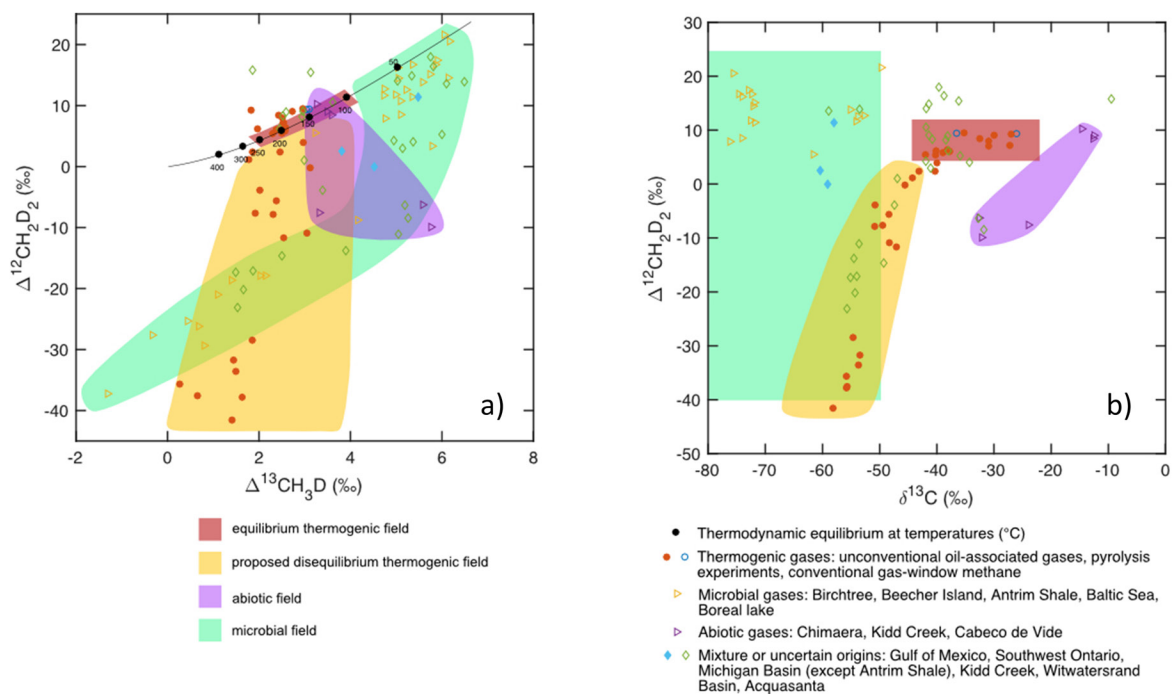 20
10
0
-10
-20
-30
-40
-2
0
2
4
6
8
Δ¹²CH₂D₂ (‰)
Δ¹³CH₃D (‰)
400
300
250
200
150
100
50
a)
30
20
10
0
-10
-20
-30
-40
-50
-80
-70
-60
-50
-40
-30
-20
-10
0
Δ¹²CH₂D₂ (‰)
δ¹³C (‰)
b)
equilibrium thermogenic field
proposed disequilibrium thermogenic field
abiotic field
microbial field
Thermodynamic equilibrium at temperatures (°C)
Thermogenic gases: unconventional oil-associated gases, pyrolysis
experiments, conventional gas-window methane
Microbial gases: Birchtree, Beecher Island, Antrim Shale, Baltic Sea,
Boreal lake
Abiotic gases: Chimaera, Kidd Creek, Cabeco de Vide
Mixture or uncertain origins: Gulf of Mexico, Southwest Ontario,
Michigan Basin (except Antrim Shale), Kidd Creek, Witwatersrand
Basin, Acquasanta